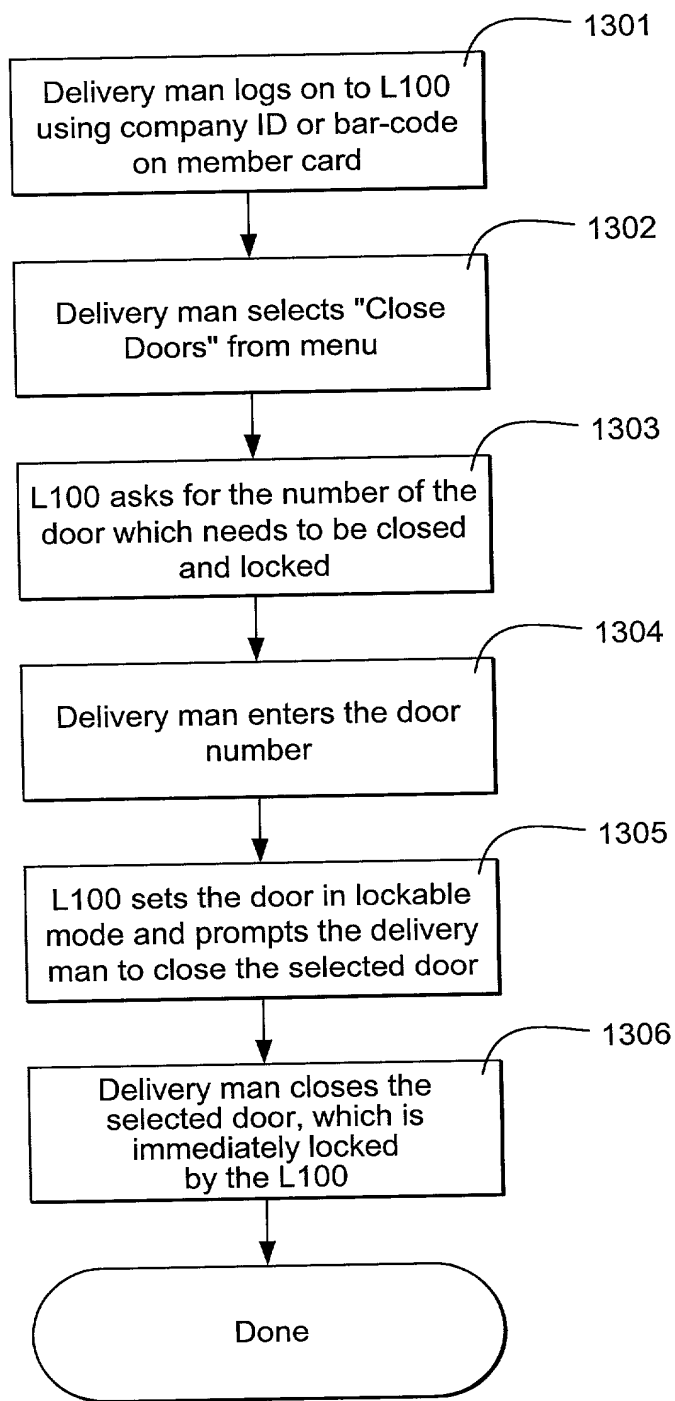 1301
Delivery man logs on to L100
using company ID or bar-code
on member card
1302
Delivery man selects "Close
Doors" from menu
1303
L100 asks for the number of the
door which needs to be closed
and locked
1304
Delivery man enters the door
number
1305
L100 sets the door in lockable
mode and prompts the delivery
man to close the selected door
1306
Delivery man closes the
selected door, which is
immediately locked
by the L100
Done